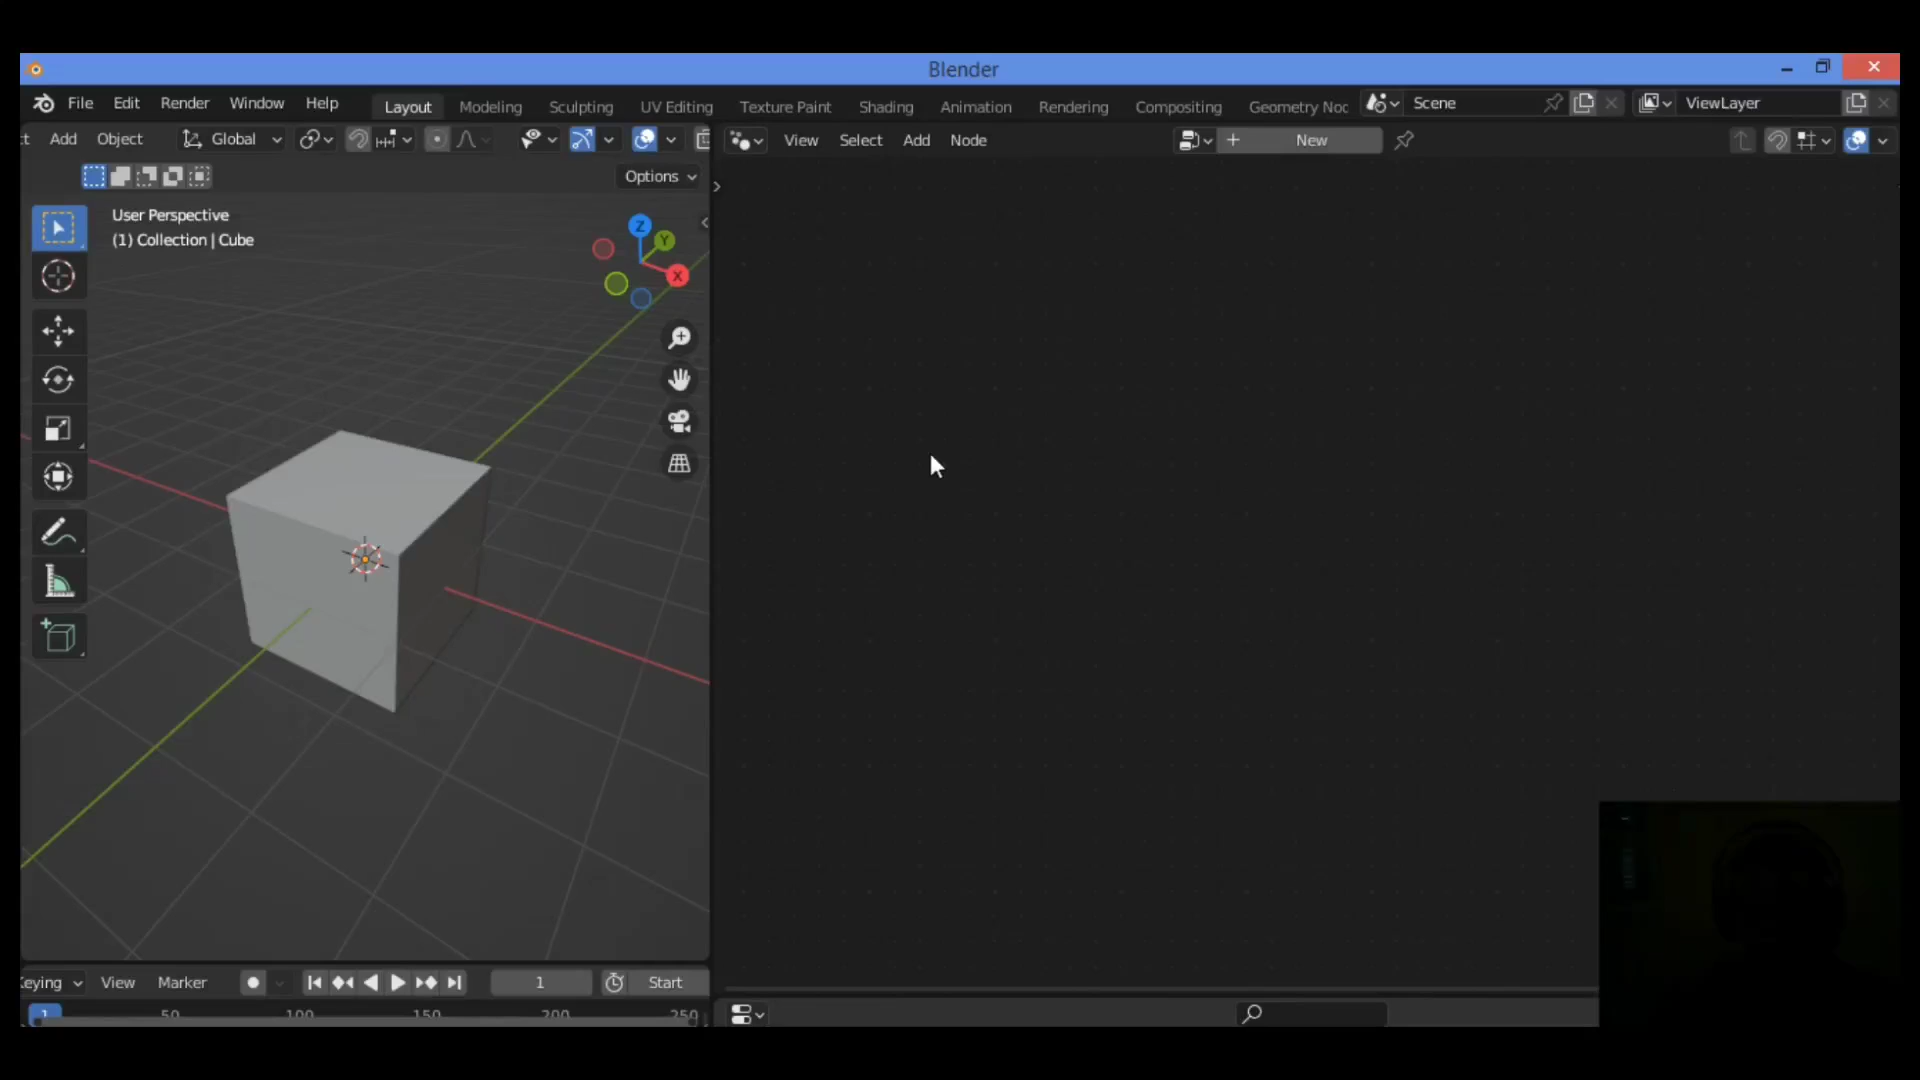 Blender
File Edit Render Window Help Layout Modeling Sculpting UV Editing Texture Paint Shading Animation Rendering Compositing Geometry Noc Scene ViewLayer
t Add Object Global View Select Add Node New
Options
User Perspective
(1) Collection | Cube
Z
Y
X
Keying View Marker 1 Start
1 50 100 150 200 250